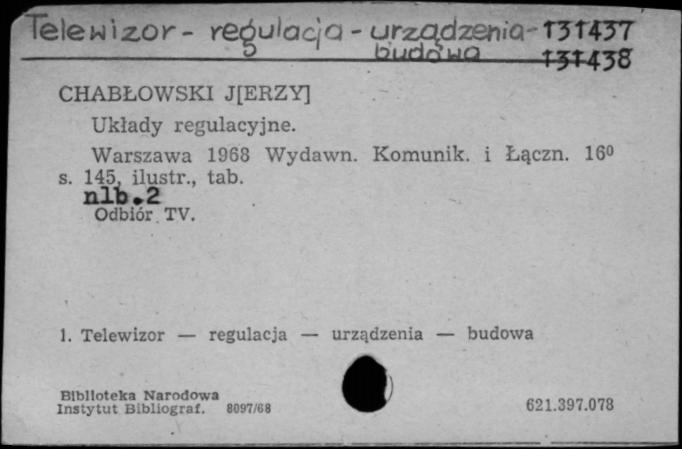 Telewizor - regulacja - urządzenia - 131437
budowa 131438
CHABŁOWSKI J[ERZY]
Układy regulacyjne.
Warszawa 1968 Wydawn. Komunik. i Łączn. 16⁰
s. 145, ilustr., tab.
nlb.2
Odbiór TV.
1. Telewizor — regulacja — urządzenia — budowa
Biblioteka Narodowa
Instytut Bibliograf. 8097/68
621.397.078